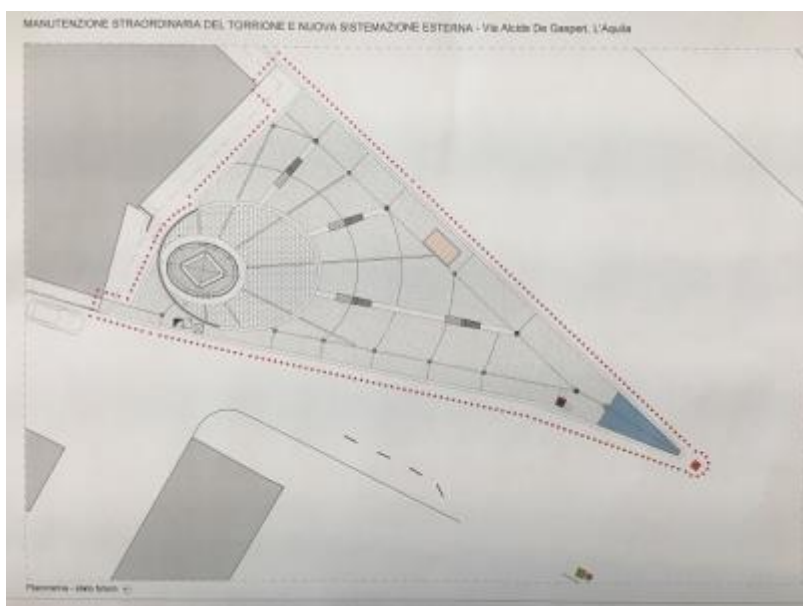 MANUTENZIONE STRAORDINARIA DEL TORRIONE E NUOVA SISTEMAZIONE ESTERNA - Via Alcide De Gasperi, L'Aquila
Planimetria - stato futuro